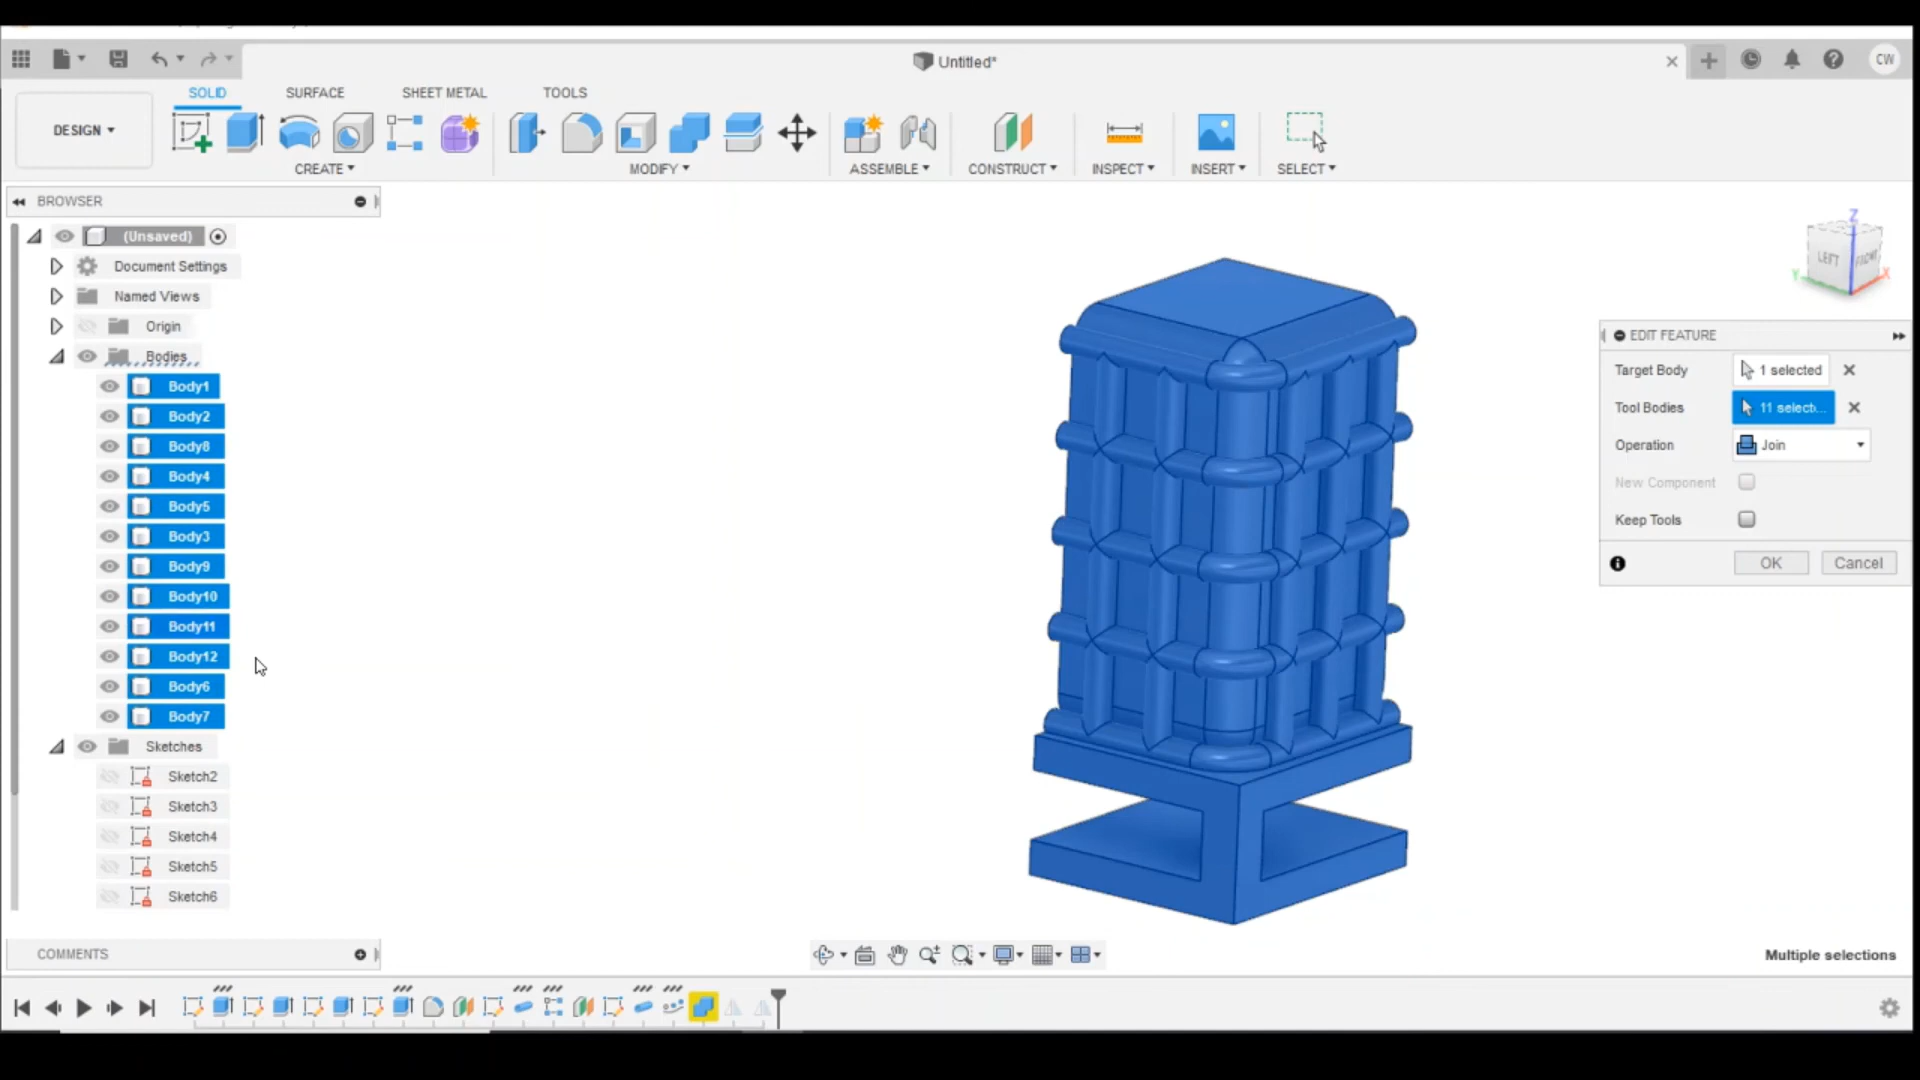 Untitled*
CW
SOLID
SURFACE
SHEET METAL
TOOLS
DESIGN
CREATE
MODIFY
ASSEMBLE
CONSTRUCT
INSPECT
INSERT
SELECT
BROWSER
(Unsaved)
Document Settings
Named Views
Origin
Bodies
Body1
Body2
Body8
Body4
Body5
Body3
Body9
Body10
Body11
Body12
Body6
Body7
Sketches
Sketch2
Sketch3
Sketch4
Sketch5
Sketch6
COMMENTS
Z
LEFT
FRONT
Y
X
EDIT FEATURE
Target Body
1 selected
Tool Bodies
11 select...
Operation
Join
New Component
Keep Tools
OK
Cancel
Multiple selections